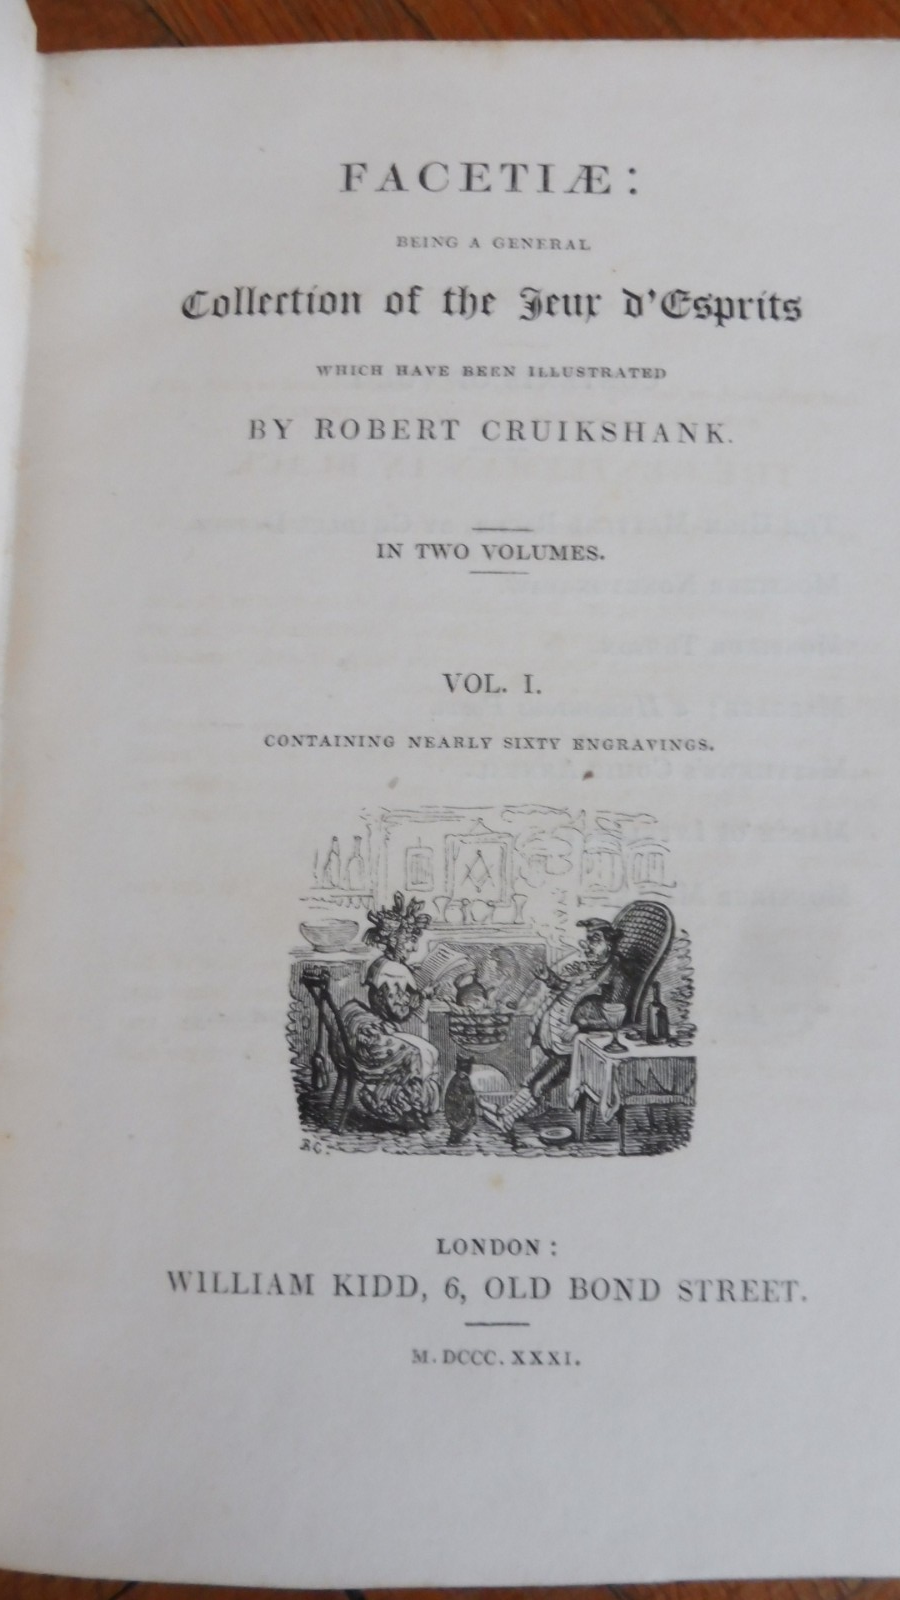 FACETIÆ:
BEING A GENERAL
Collection of the Jeux d'Esprits
WHICH HAVE BEEN ILLUSTRATED
BY ROBERT CRUIKSHANK.
IN TWO VOLUMES.
VOL. I.
CONTAINING NEARLY SIXTY ENGRAVINGS.
R C.
LONDON:
WILLIAM KIDD, 6, OLD BOND STREET.
M.DCCC.XXXI.